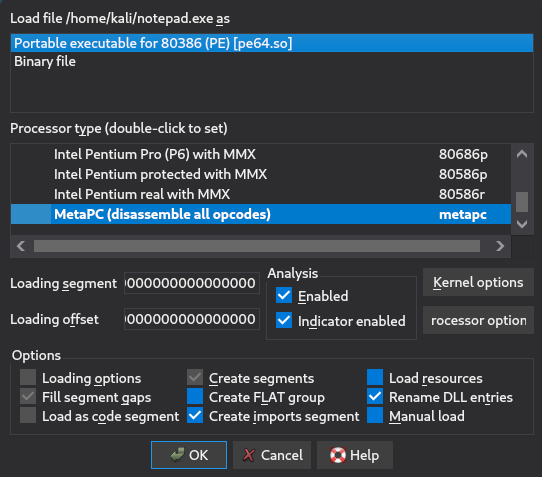 Load file /home/kali/notepad.exe as
Portable executable for 80386 (PE) [pe64.so]
Binary file
Processor type (double-click to set)
Intel Pentium Pro (P6) with MMX 80686p
Intel Pentium protected with MMX 80586p
Intel Pentium real with MMX 80586r
MetaPC (disassemble all opcodes) metapc
Loading segment 0000000000000000
Analysis
Enabled
Kernel options
Loading offset 0000000000000000
Indicator enabled
rocessor option
Options
Loading options Create segments Load resources
Fill segment gaps Create FLAT group Rename DLL entries
Load as code segment Create imports segment Manual load
OK Cancel Help